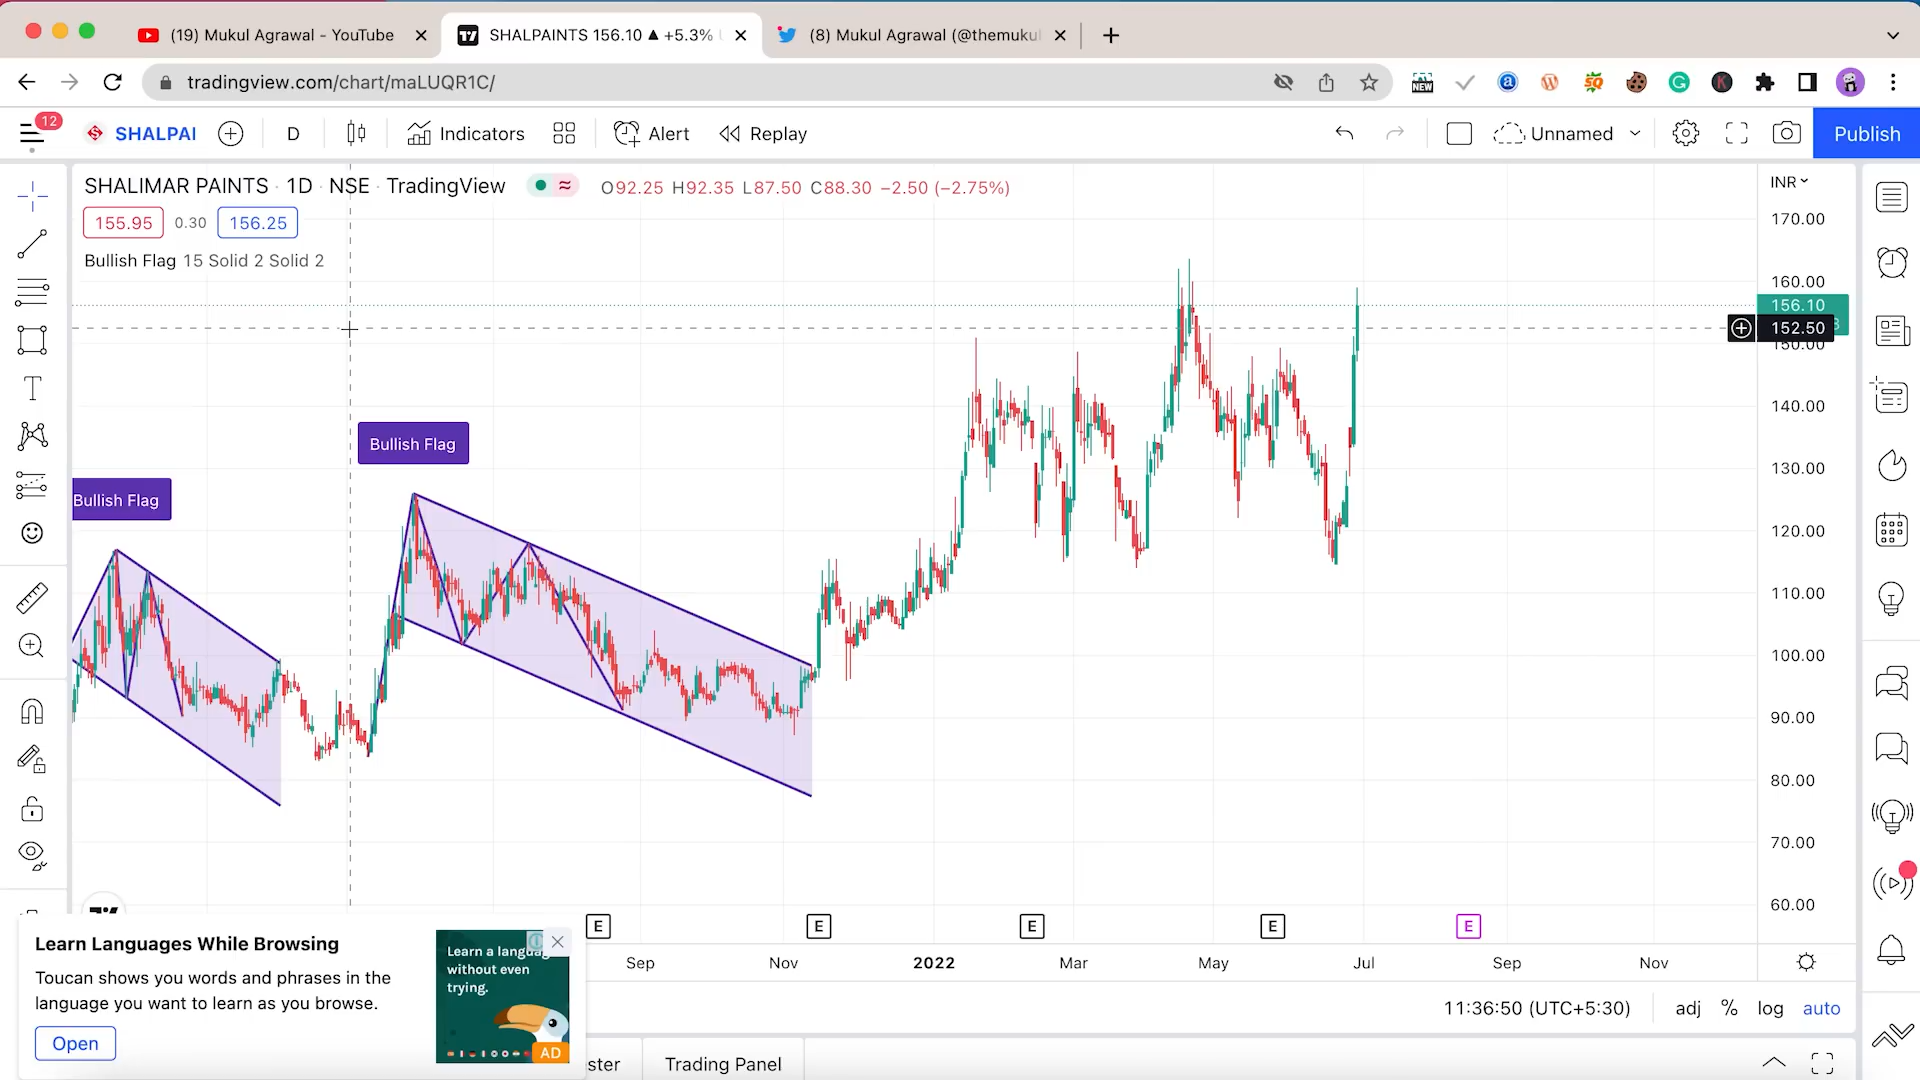 (19) Mukul Agrawal - YouTube
SHALPAINTS 156.10 ▲ +5.3%
(8) Mukul Agrawal (@themukul
tradingview.com/chart/maLUQR1C/
NEW
12
SHALPAI
D
Indicators
Alert
Replay
Unnamed
Publish
SHALIMAR PAINTS · 1D · NSE · TradingView
O92.25 H92.35 L87.50 C88.30 −2.50 (−2.75%)
155.95
0.30
156.25
Bullish Flag 15 Solid 2 Solid 2
INR
170.00
160.00
156.10
152.50
150.00
140.00
130.00
120.00
110.00
100.00
90.00
80.00
70.00
60.00
Bullish Flag
Bullish Flag
E
E
E
E
E
Sep
Nov
2022
Mar
May
Jul
Sep
Nov
Learn Languages While Browsing
Toucan shows you words and phrases in the
language you want to learn as you browse.
Open
Learn a language
without even
trying.
AD
11:36:50 (UTC+5:30)
adj
%
log
auto
ster
Trading Panel